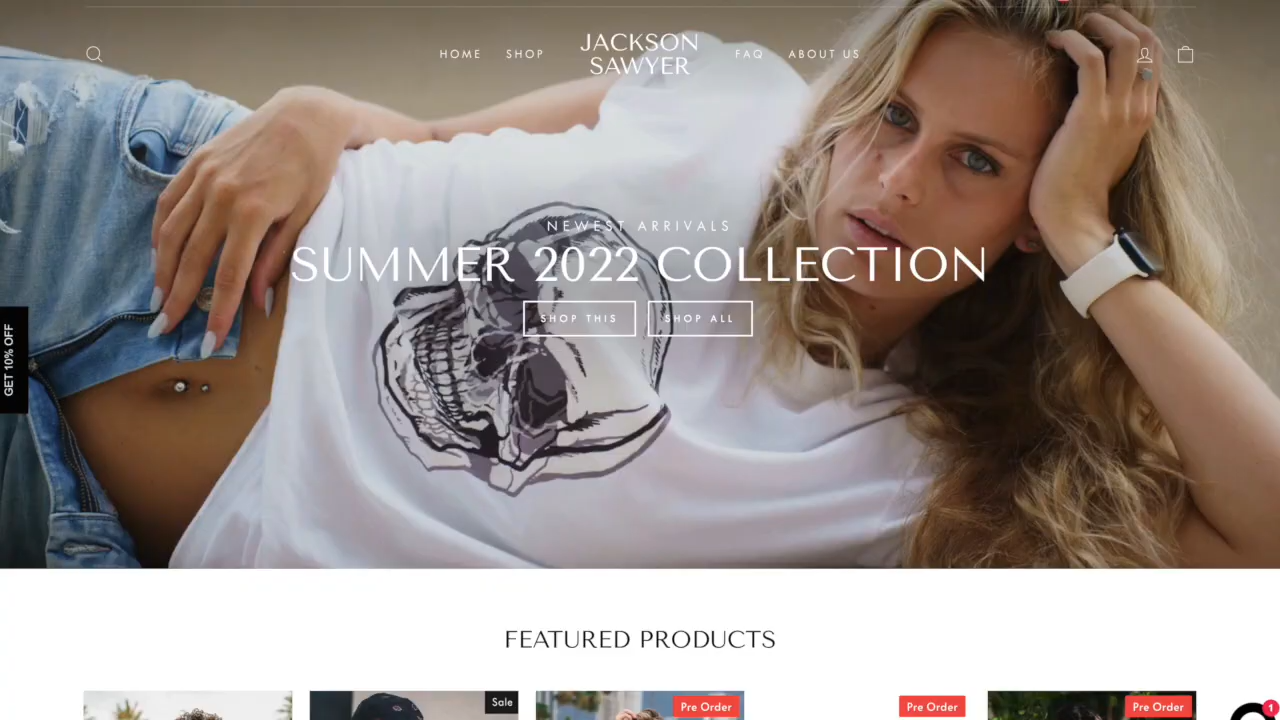 HOME
SHOP
JACKSON
SAWYER
FAQ
ABOUT US
NEWEST ARRIVALS
SUMMER 2022 COLLECTION
SHOP THIS
SHOP ALL
GET 10% OFF
FEATURED PRODUCTS
Sale
Pre Order
Pre Order
Pre Order
1